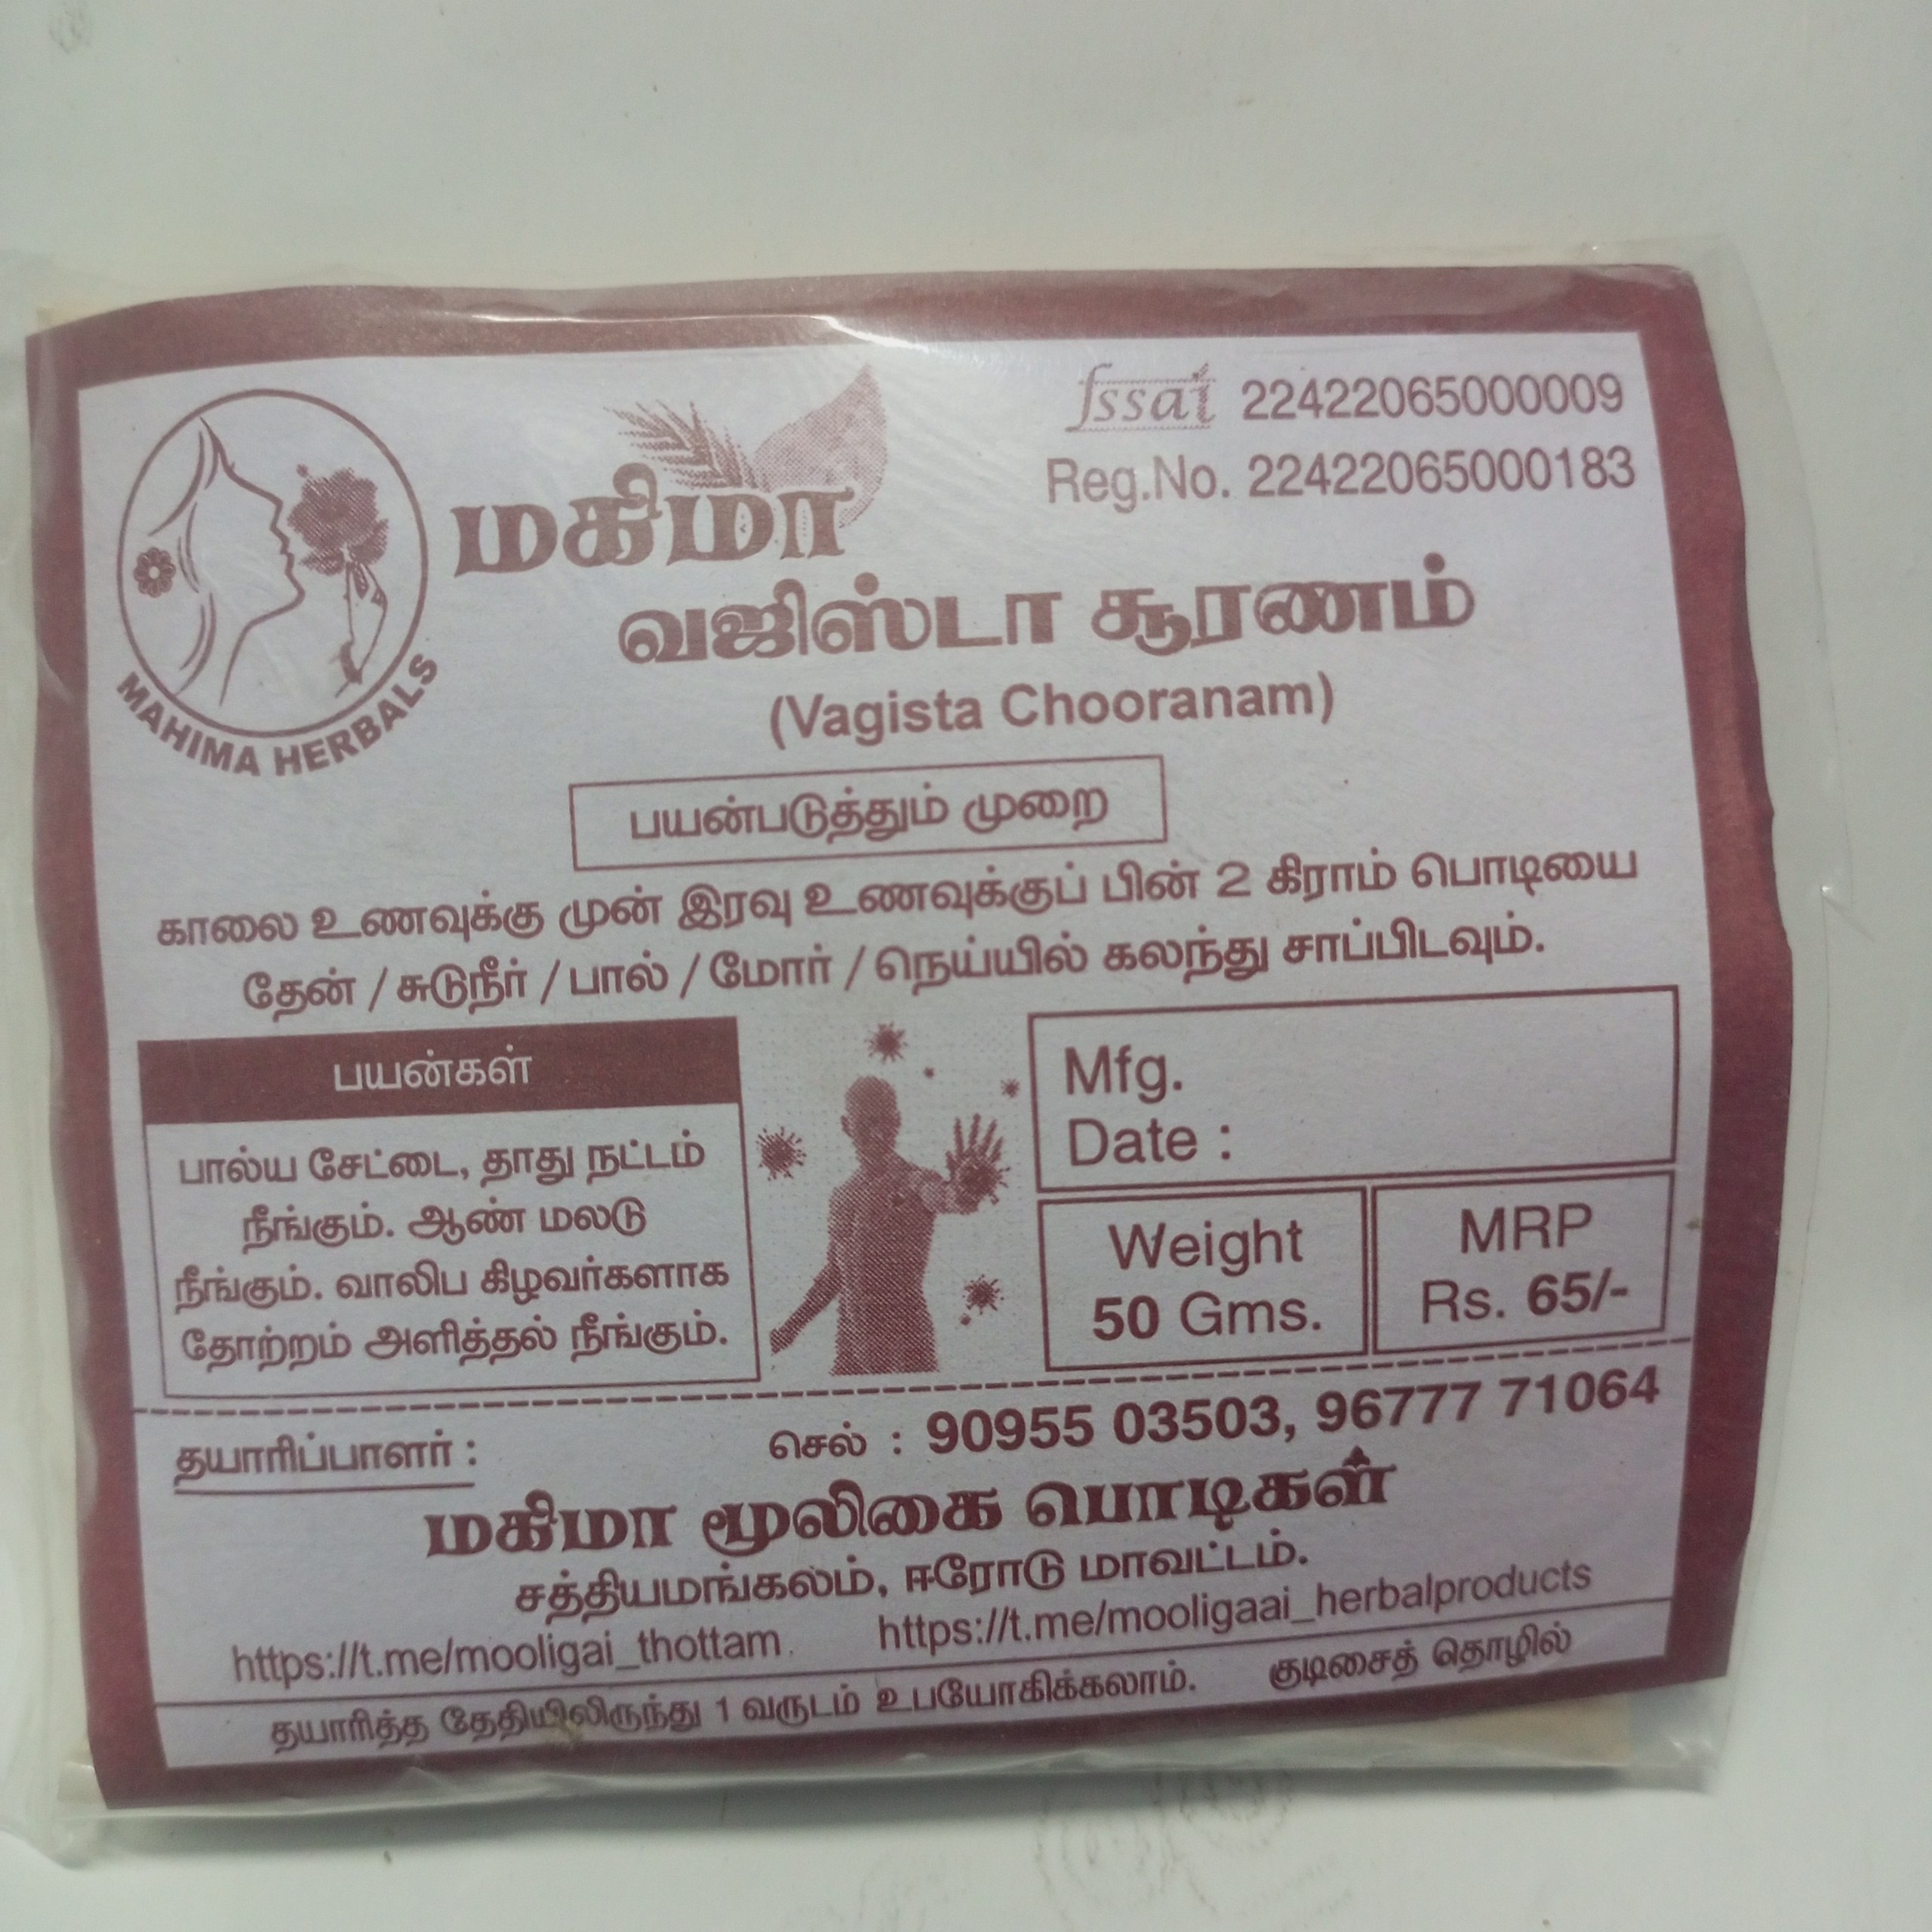 fssai 22422065000009
Reg.No. 22422065000183
MAHIMA HERBALS
மகிமா
வஜிஸ்டா சூரணம்
(Vagista Chooranam)
பயன்படுத்தும் முறை
காலை உணவுக்கு முன் இரவு உணவுக்குப் பின் 2 கிராம் பொடியை
தேன் / சுடுநீர் / பால் / மோர் / நெய்யில் கலந்து சாப்பிடவும்.
பயன்கள்
பால்ய சேட்டை, தாது நட்டம்
நீங்கும். ஆண் மலடு
நீங்கும். வாலிப கிழவர்களாக
தோற்றம் அளித்தல் நீங்கும்.
Mfg.
Date :
Weight
50 Gms.
MRP
Rs. 65/-
தயாரிப்பாளர் :
செல் : 90955 03503, 96777 71064
மகிமா மூலிகை பொடிகள்
சத்தியமங்கலம், ஈரோடு மாவட்டம்.
https://t.me/mooligai_thottam. https://t.me/mooligaai_herbalproducts
தயாரித்த தேதியிலிருந்து 1 வருடம் உபயோகிக்கலாம். குடிசைத் தொழில்